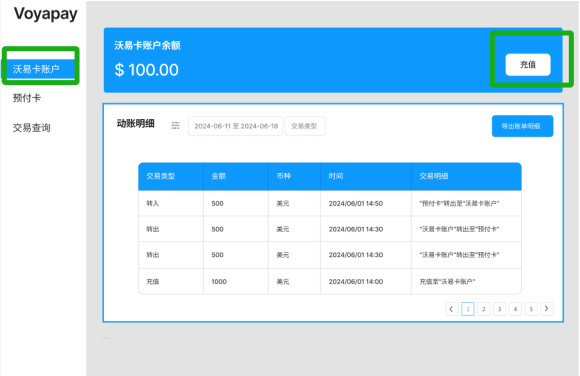 Voyapay
沃易卡账户
预付卡
交易查询
沃易卡账户余额
$ 100.00
充值
动账明细
2024-06-11 至 2024-06-18
交易类型
导出账单明细
交易类型 金额 币种 时间 交易明细
转入 500 美元 2024/06/01 14:50 "预付卡"转出至"沃易卡账户"
转出 500 美元 2024/06/01 14:30 "沃易卡账户"转出至"预付卡"
转出 500 美元 2024/06/01 14:30 "沃易卡账户"转出至"预付卡"
充值 1000 美元 2024/06/01 14:00 充值至"沃易卡账户"
1 2 3 4 5
...